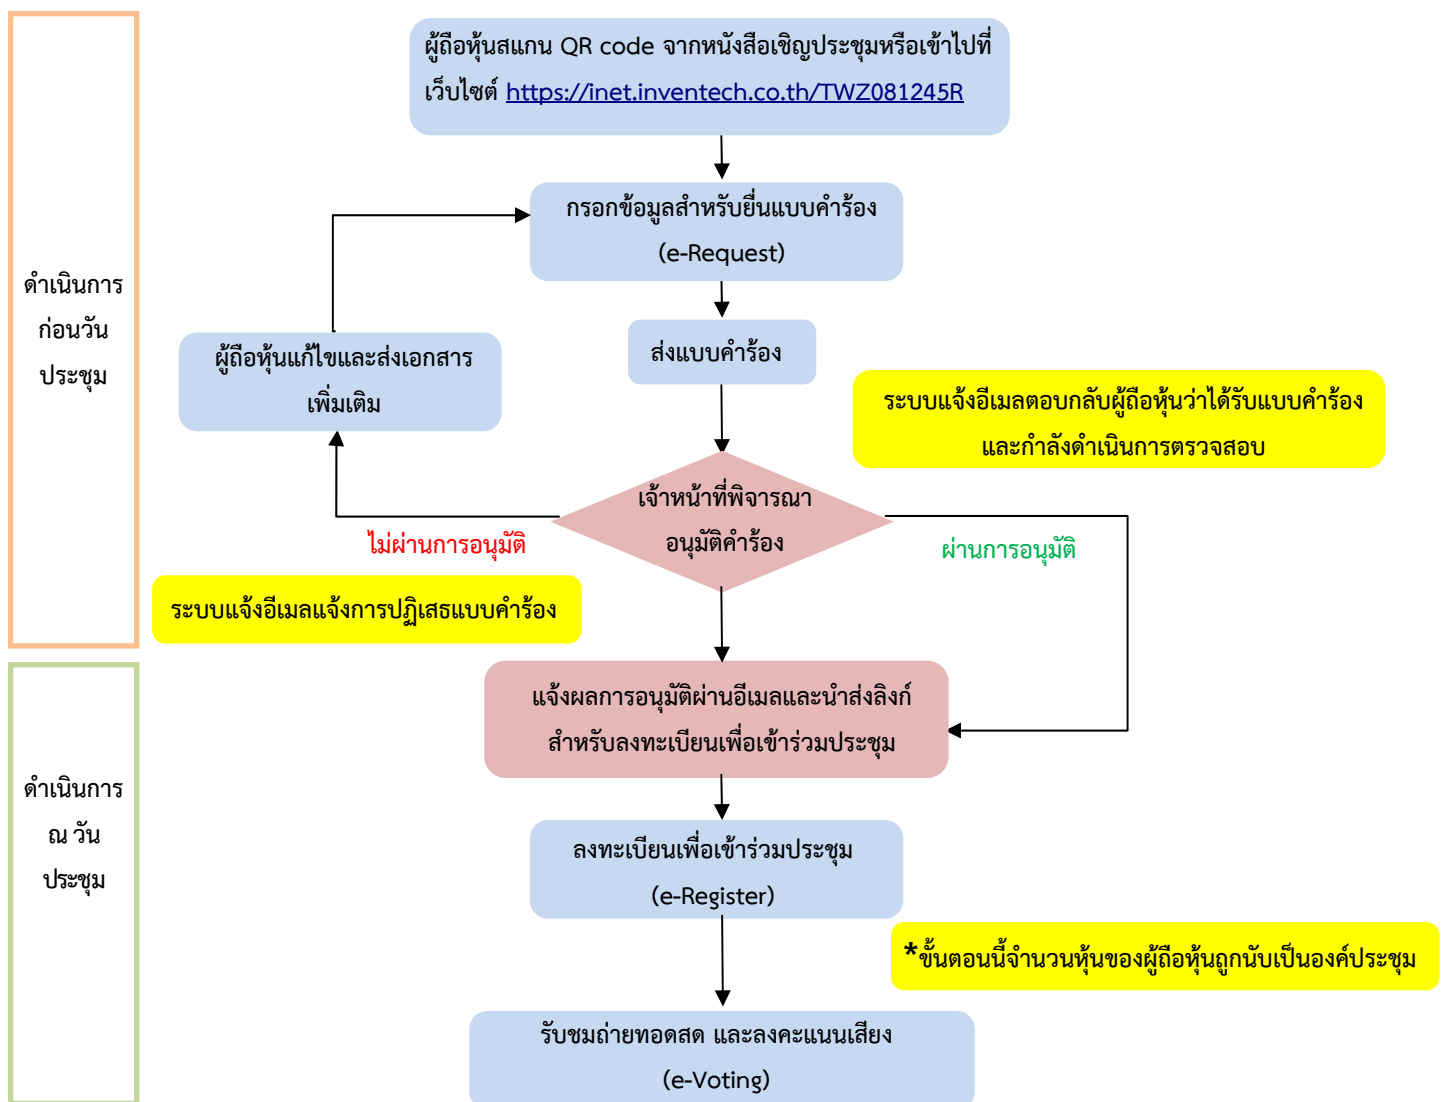 ผู้ถือหุ้นสแกน QR code จากหนังสือเชิญประชุมหรือเข้าไปที่
เว็บไซต์ https://inet.inventech.co.th/TWZ081245R
กรอกข้อมูลสำหรับยื่นแบบคำร้อง
(e-Request)
ดำเนินการ
ก่อนวัน
ประชุม
ส่งแบบคำร้อง
ผู้ถือหุ้นแก้ไขและส่งเอกสาร
เพิ่มเติม
ระบบแจ้งอีเมลตอบกลับผู้ถือหุ้นว่าได้รับแบบคำร้อง
และกำลังดำเนินการตรวจสอบ
เจ้าหน้าที่พิจารณา
อนุมัติคำร้อง
ไม่ผ่านการอนุมัติ
ผ่านการอนุมัติ
ระบบแจ้งอีเมลแจ้งการปฏิเสธแบบคำร้อง
แจ้งผลการอนุมัติผ่านอีเมลและนำส่งลิงก์
สำหรับลงทะเบียนเพื่อเข้าร่วมประชุม
ดำเนินการ
ณ วัน
ประชุม
ลงทะเบียนเพื่อเข้าร่วมประชุม
(e-Register)
*ขั้นตอนนี้จำนวนหุ้นของผู้ถือหุ้นถูกนับเป็นองค์ประชุม
รับชมถ่ายทอดสด และลงคะแนนเสียง
(e-Voting)